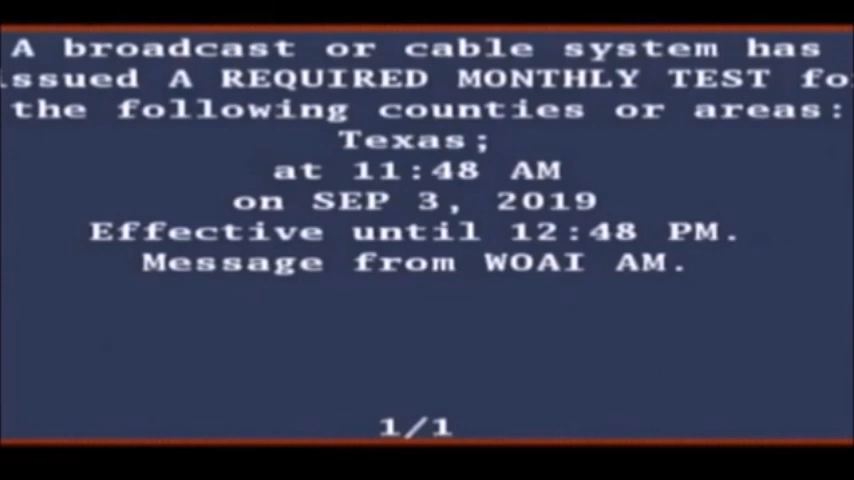 A broadcast or cable system has
issued A REQUIRED MONTHLY TEST fo
the following counties or areas:
Texas;
at 11:48 AM
on SEP 3, 2019
Effective until 12:48 PM.
Message from WOAI AM.
1/1